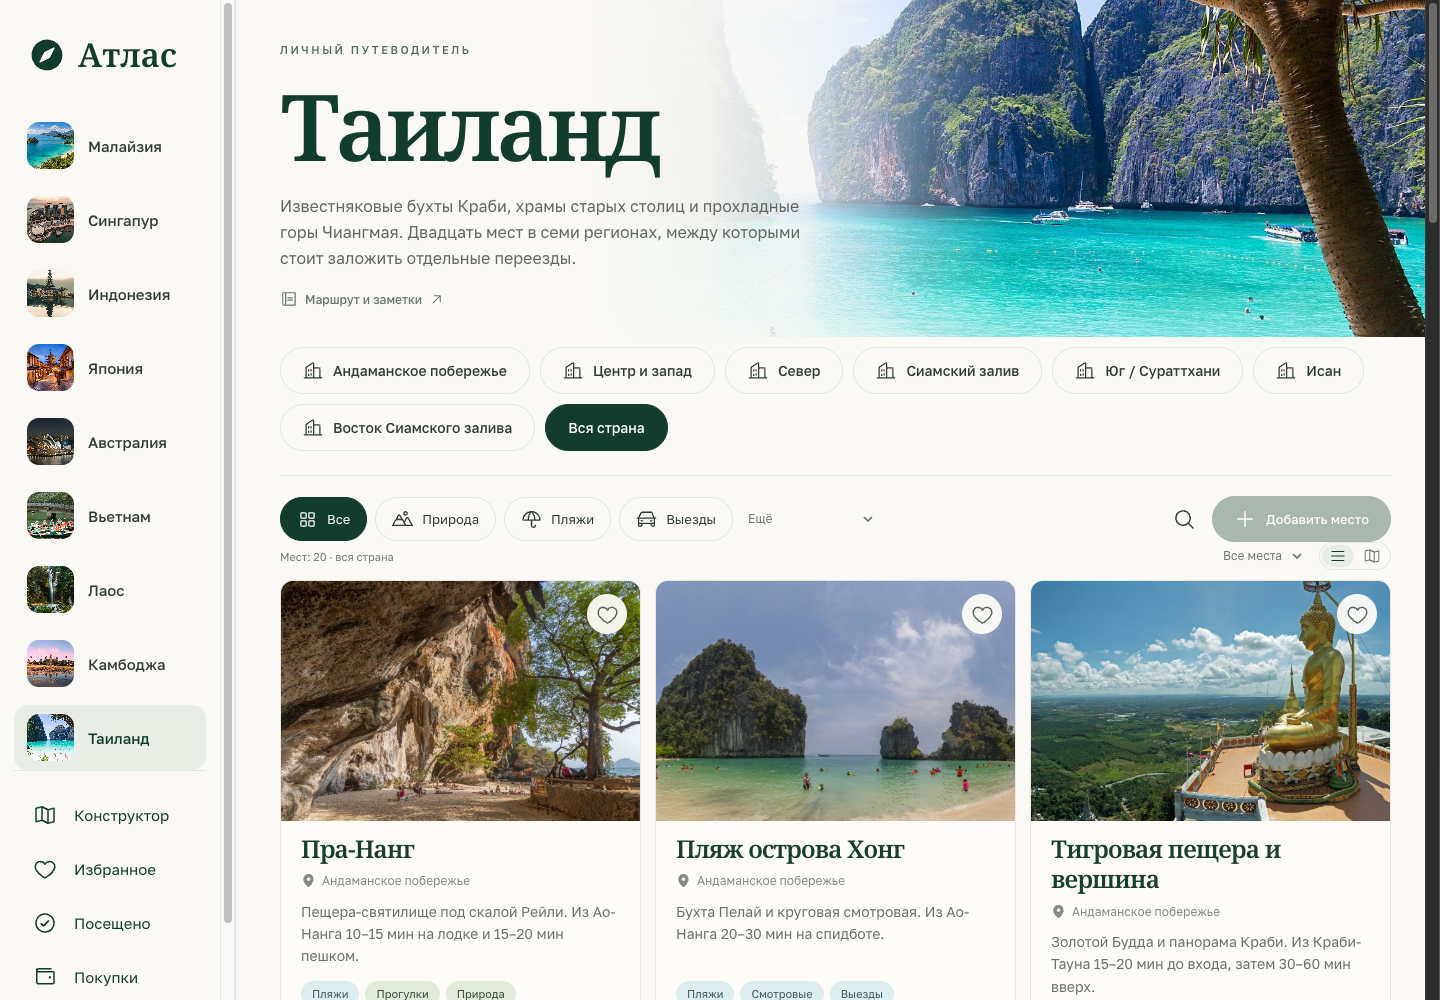 Атлас
Малайзия
Сингапур
Индонезия
Япония
Австралия
Вьетнам
Лаос
Камбоджа
Таиланд
Конструктор
Избранное
Посещено
Покупки
ЛИЧНЫЙ ПУТЕВОДИТЕЛЬ
Таиланд
Известняковые бухты Краби, храмы старых столиц и прохладные
горы Чиангмая. Двадцать мест в семи регионах, между которыми
стоит заложить отдельные переезды.
Маршрут и заметки
Андаманское побережье
Центр и запад
Север
Сиамский залив
Юг / Сураттхани
Исан
Восток Сиамского залива
Вся страна
Все
Природа
Пляжи
Выезды
Ещё
Добавить место
Мест: 20 · вся страна
Все места
Пра-Нанг
Андаманское побережье
Пещера-святилище под скалой Рейли. Из Ао-
Нанга 10–15 мин на лодке и 15–20 мин
пешком.
Пляжи
Прогулки
Природа
Пляж острова Хонг
Андаманское побережье
Бухта Пелай и круговая смотровая. Из Ао-
Нанга 20–30 мин на спидботе.
Пляжи
Смотровые
Выезды
Тигровая пещера и
вершина
Андаманское побережье
Золотой Будда и панорама Краби. Из Краби-
Тауна 15–20 мин до входа, затем 30–60 мин
вверх.